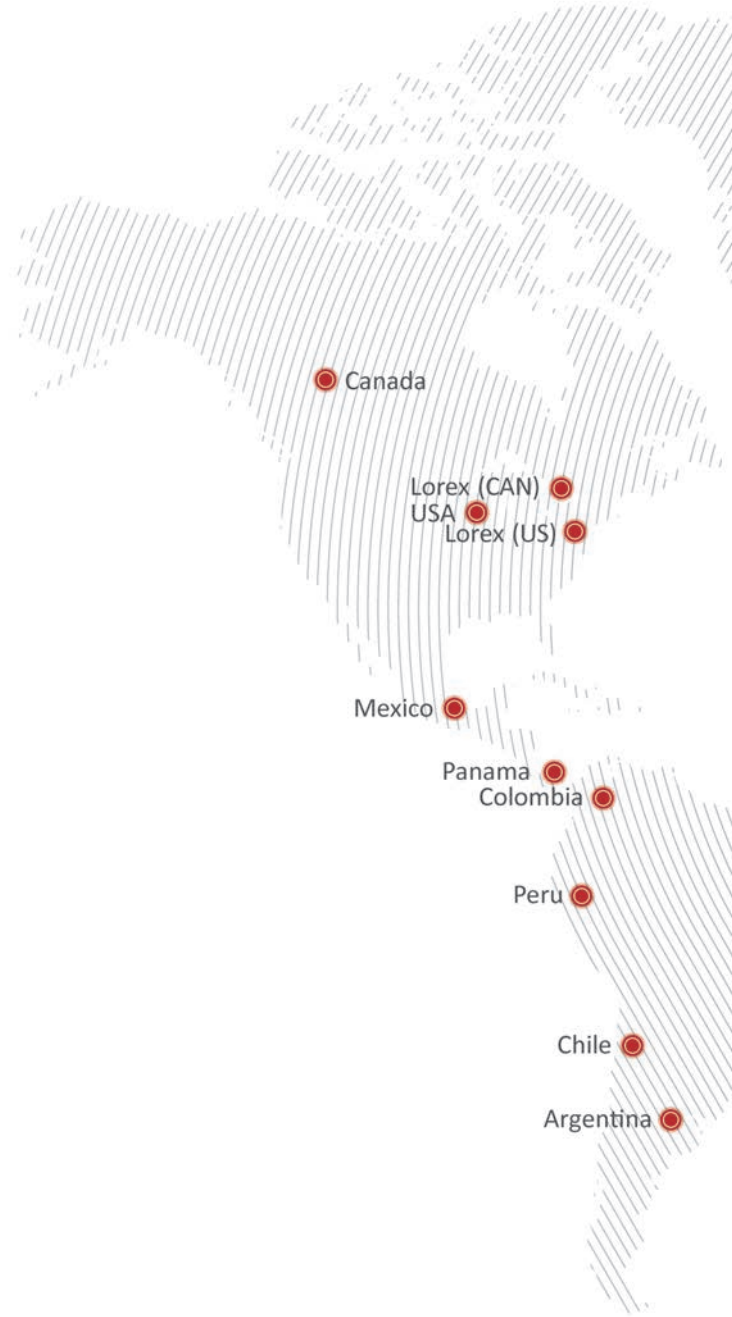 Canada
Lorex (CAN)
USA
Lorex (US)
Mexico
Panama
Colombia
Peru
Chile
Argentina